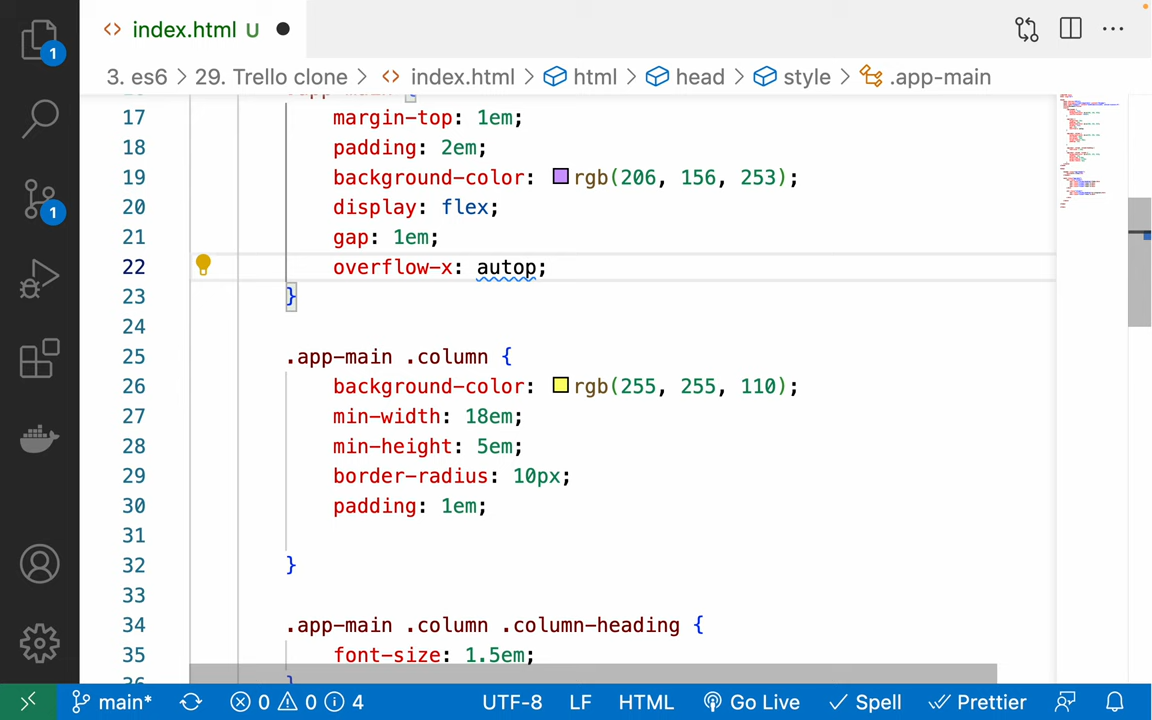 index.html U
1
3. es6 > 29. Trello clone > index.html > html > head > style > .app-main
17 margin-top: 1em;
18 padding: 2em;
19 background-color: rgb(206, 156, 253);
20 display: flex;
21 gap: 1em;
22 overflow-x: autop;
23 }
24
25 .app-main .column {
26 background-color: rgb(255, 255, 110);
27 min-width: 18em;
28 min-height: 5em;
29 border-radius: 10px;
30 padding: 1em;
31
32 }
33
34 .app-main .column .column-heading {
35 font-size: 1.5em;
1
main* 0 0 4 UTF-8 LF HTML Go Live Spell Prettier